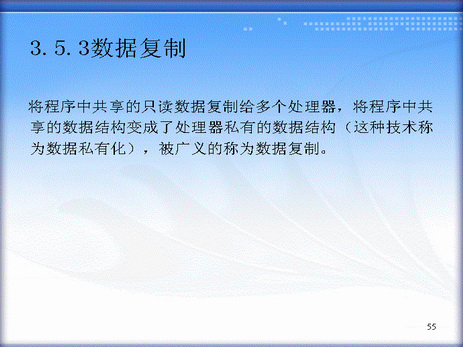 3.5.3数据复制
将程序中共享的只读数据复制给多个处理器，将程序中共
享的数据结构变成了处理器私有的数据结构（这种技术称
为数据私有化），被广义的称为数据复制。
55